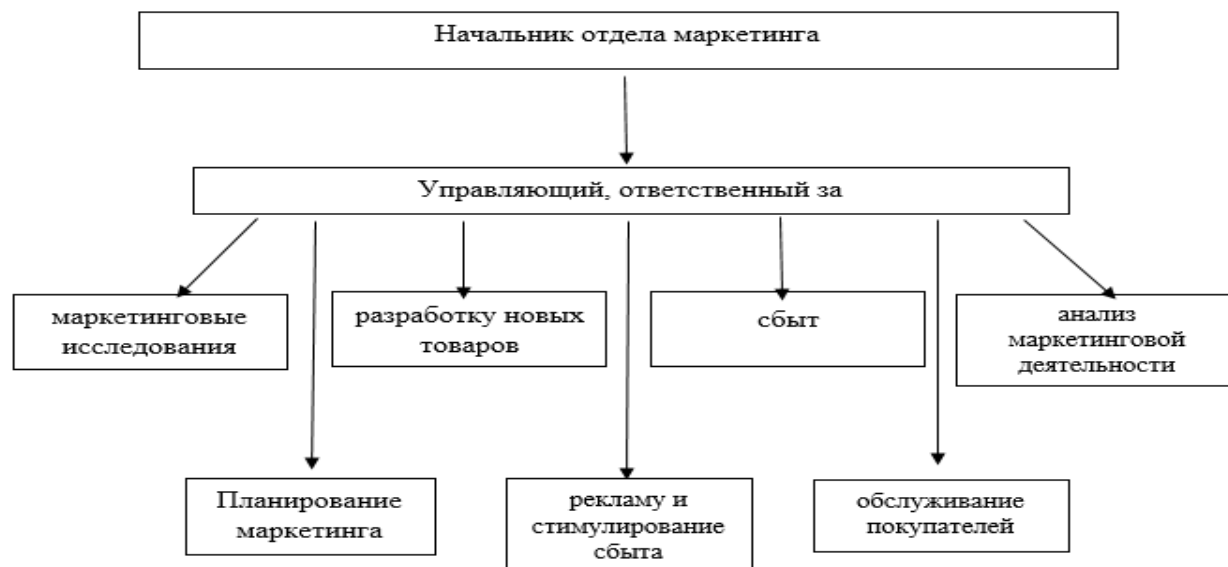 Начальник отдела маркетинга
Управляющий, ответственный за
маркетинговые
исследования
разработку новых
товаров
сбыт
анализ
маркетинговой
деятельности
Планирование
маркетинга
рекламу и
стимулирование
сбыта
обслуживание
покупателей